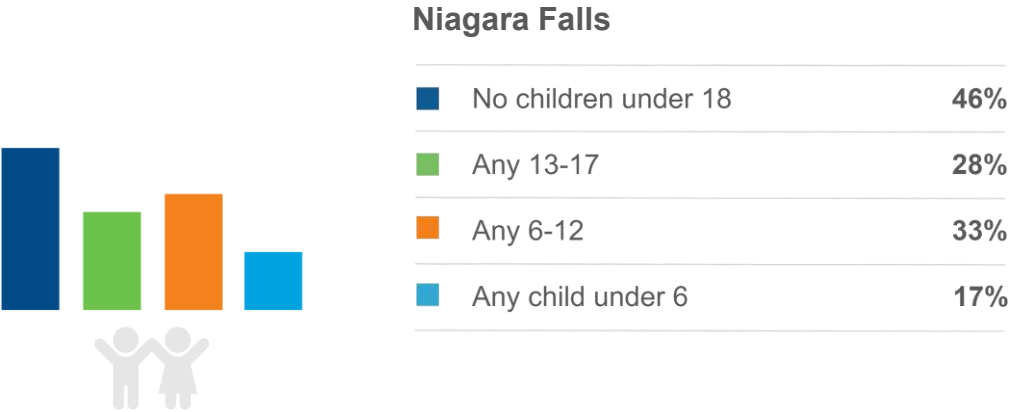 Niagara Falls
No children under 18 46%
Any 13-17 28%
Any 6-12 33%
Any child under 6 17%